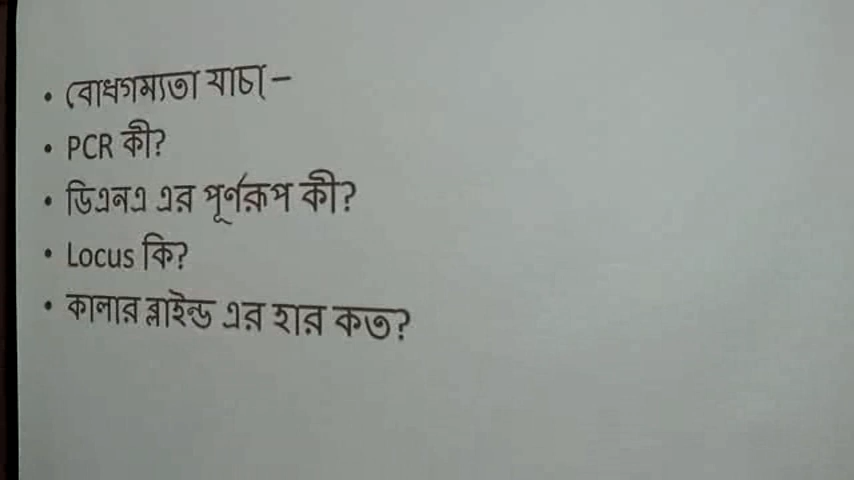 • বোধগম্যতা যাচা –
• PCR কী?
• ডিএনএ এর পূর্ণরূপ কী?
• Locus কি?
• কালার ব্লাইন্ড এর হার কত?